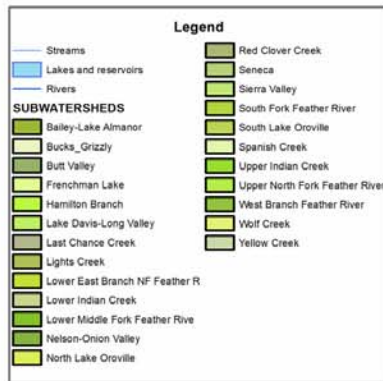 Legend
Streams
Lakes and reservoirs
Rivers
SUBWATERSHEDS
Bailey-Lake Almanor
Bucks_Grizzly
Butt Valley
Frenchman Lake
Hamilton Branch
Lake Davis-Long Valley
Last Chance Creek
Lights Creek
Lower East Branch NF Feather R
Lower Indian Creek
Lower Middle Fork Feather Rive
Nelson-Onion Valley
North Lake Oroville
Red Clover Creek
Seneca
Sierra Valley
South Fork Feather River
South Lake Oroville
Spanish Creek
Upper Indian Creek
Upper North Fork Feather River
West Branch Feather River
Wolf Creek
Yellow Creek